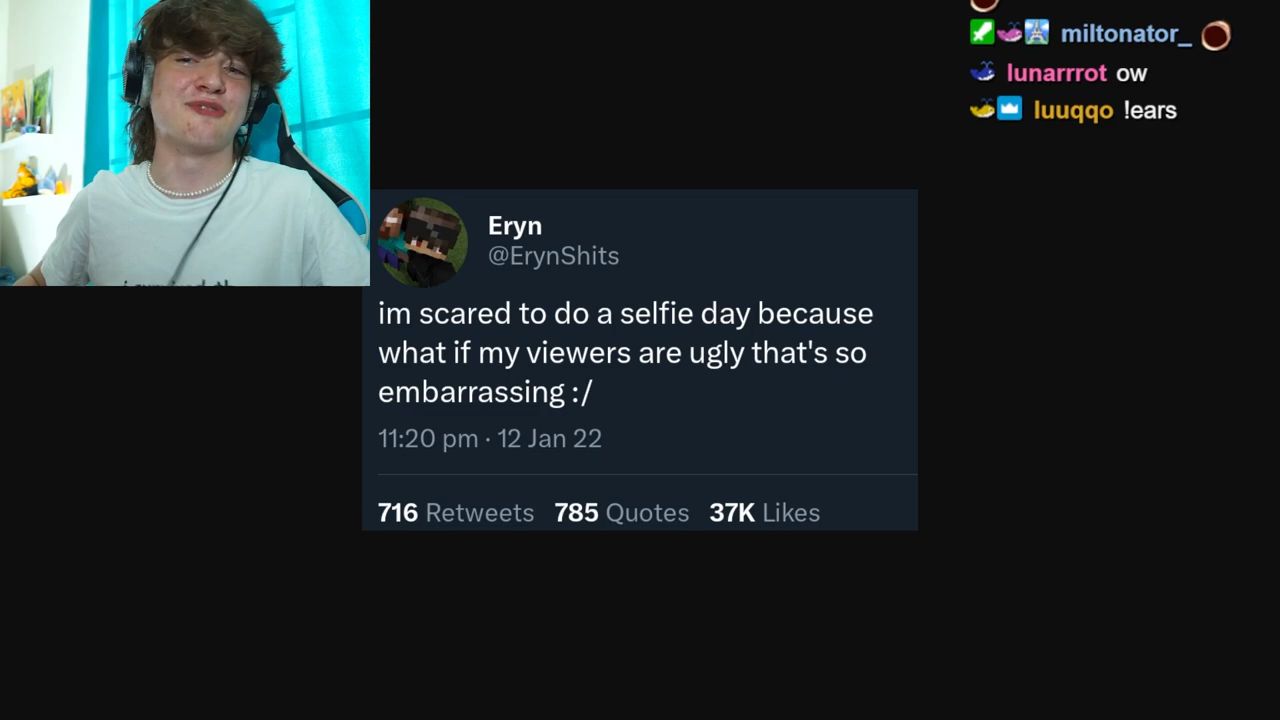 miltonator_
lunarrrot ow
luuqqo !ears
Eryn
@ErynShits
im scared to do a selfie day because
what if my viewers are ugly that's so
embarrassing :/
11:20 pm · 12 Jan 22
716 Retweets 785 Quotes 37K Likes